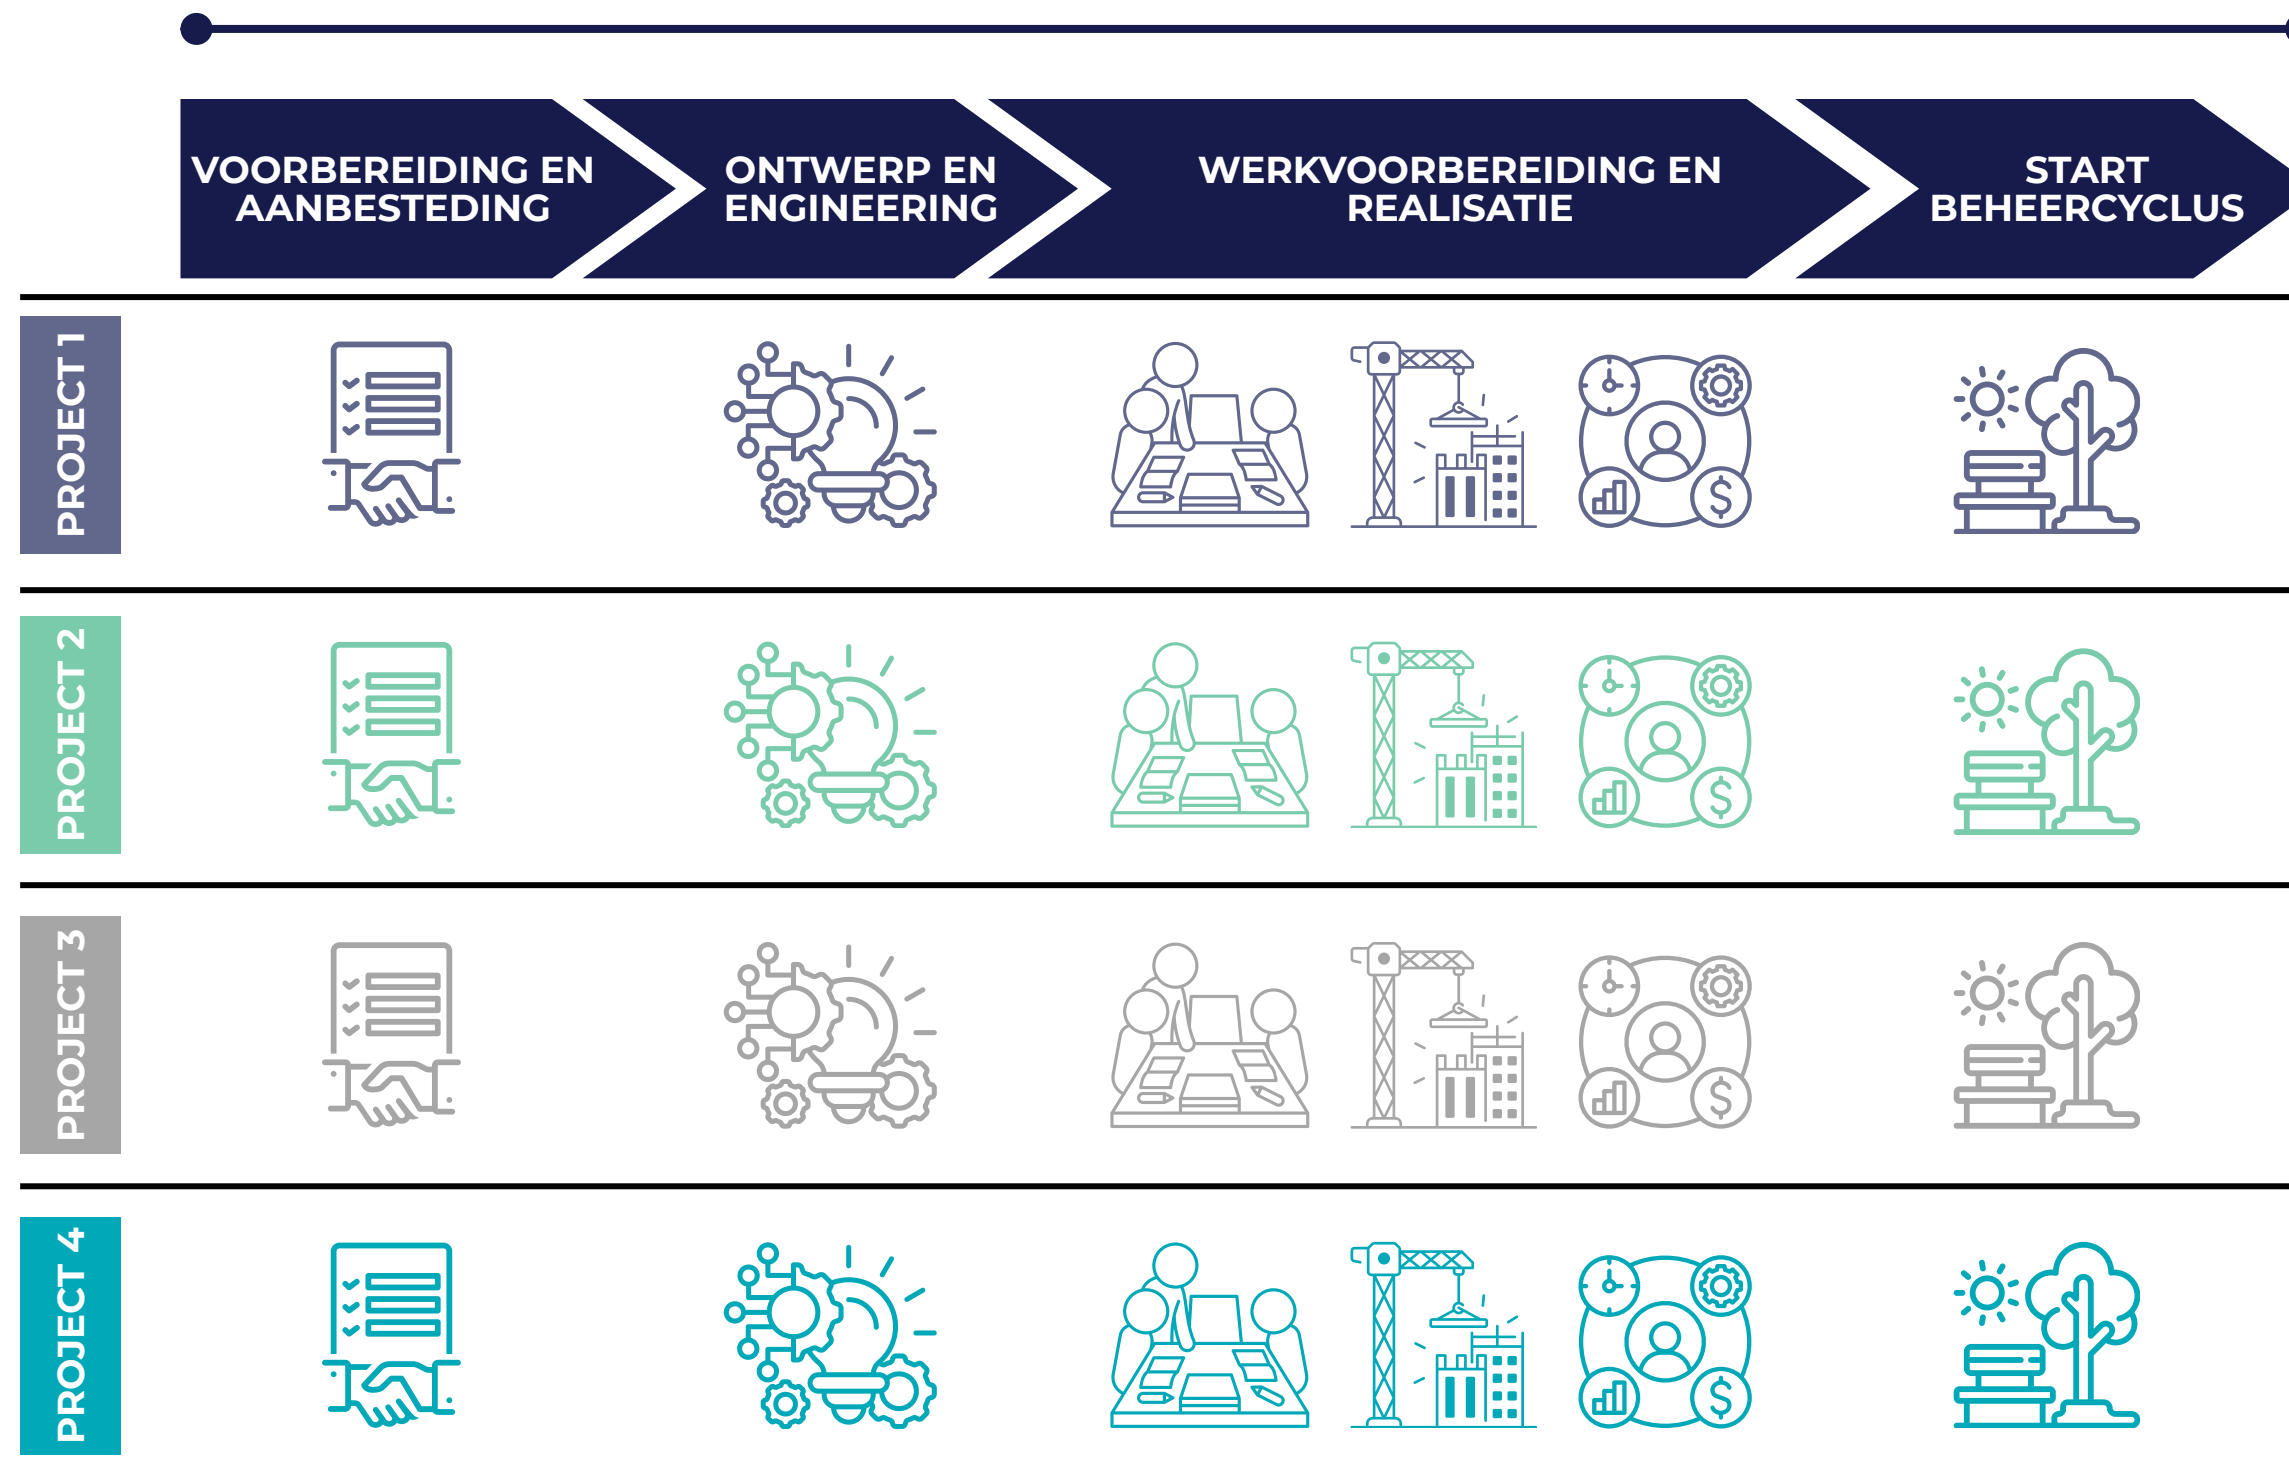 VOORBEREIDING EN
AANBESTEDING
ONTWERP EN
ENGINEERING
WERKVOORBEREIDING EN
REALISATIE
START
BEHEERCYCLUS
PROJECT 1
$
PROJECT 2
$
PROJECT 3
$
PROJECT 4
$